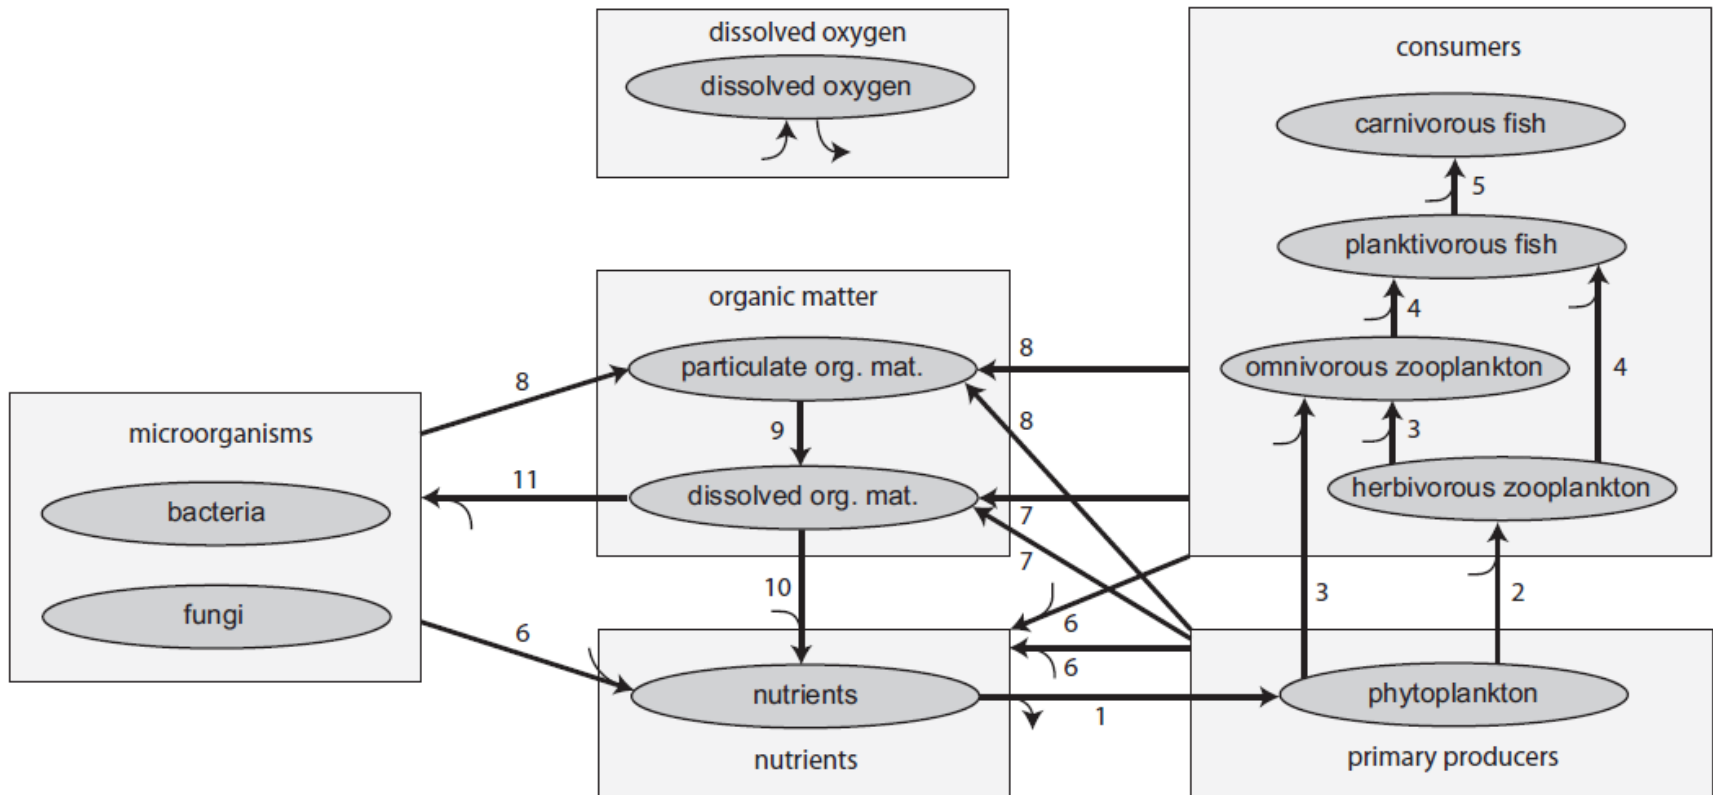 dissolved oxygen
dissolved oxygen
consumers
carnivorous fish
5
planktivorous fish
4
omnivorous zooplankton
4
3
herbivorous zooplankton
3
2
organic matter
particulate org. mat.
9
dissolved org. mat.
8
8
7
7
8
microorganisms
11
bacteria
fungi
6
10
6
6
nutrients
nutrients
1
phytoplankton
primary producers